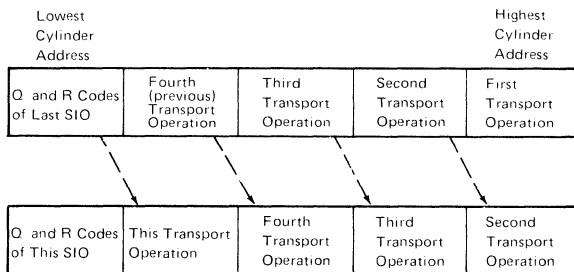 Lowest
Cylinder
Address
Highest
Cylinder
Address
Q and R Codes
of Last SIO
Fourth
(previous)
Transport
Operation
Third
Transport
Operation
Second
Transport
Operation
First
Transport
Operation
Q and R Codes
of This SIO
This Transport
Operation
Fourth
Transport
Operation
Third
Transport
Operation
Second
Transport
Operation